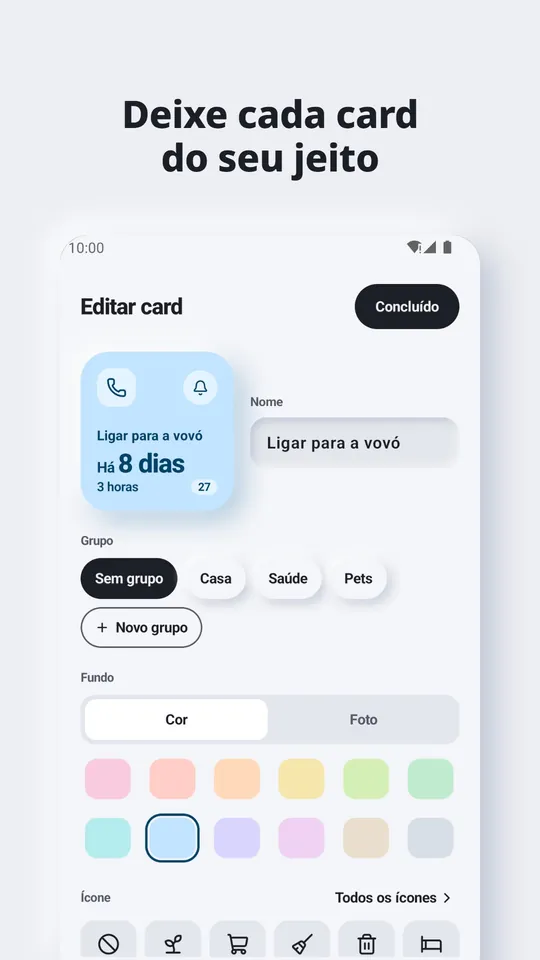 Deixe cada card
do seu jeito
10:00
Editar card
Concluído
Ligar para a vovó
Há 8 dias
3 horas
27
Nome
Ligar para a vovó
Grupo
Sem grupo
Casa
Saúde
Pets
+ Novo grupo
Fundo
Cor
Foto
Ícone
Todos os ícones >